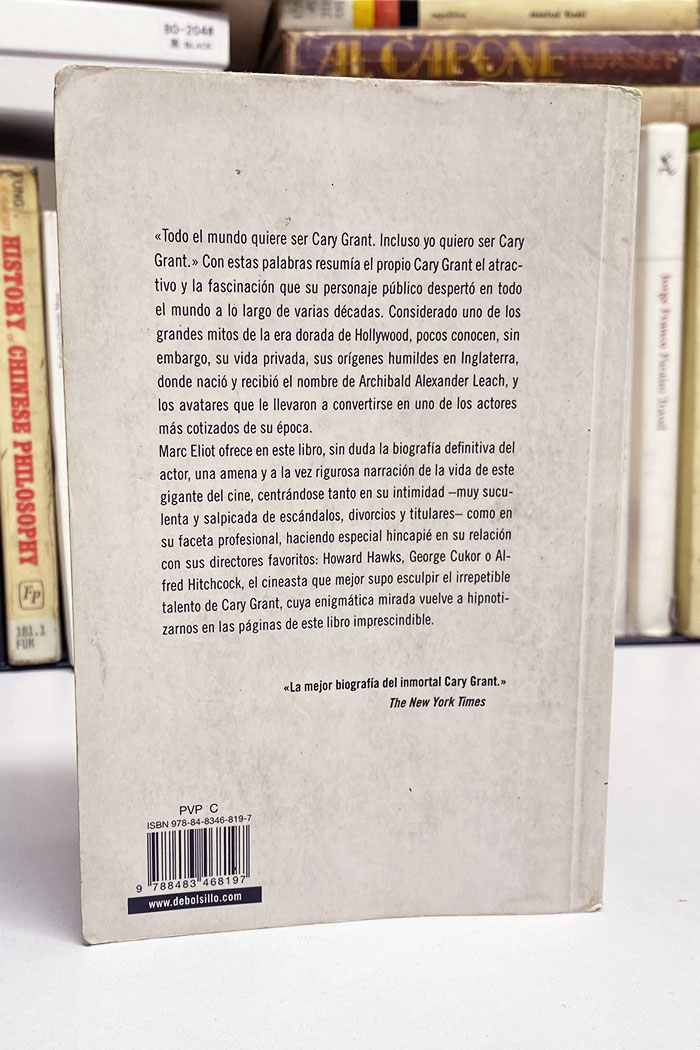 BO-204#
黑 BLACK
AL CAPONE
FUNG
HISTORY OF CHINESE PHILOSOPHY
Fp
181.1
FUN
«Todo el mundo quiere ser Cary Grant. Incluso yo quiero ser Cary
Grant.» Con estas palabras resumía el propio Cary Grant el atrac-
tivo y la fascinación que su personaje público despertó en todo
el mundo a lo largo de varias décadas. Considerado uno de los
grandes mitos de la era dorada de Hollywood, pocos conocen, sin
embargo, su vida privada, sus orígenes humildes en Inglaterra,
donde nació y recibió el nombre de Archibald Alexander Leach, y
los avatares que le llevaron a convertirse en uno de los actores
más cotizados de su época.
Marc Eliot ofrece en este libro, sin duda la biografía definitiva del
actor, una amena y a la vez rigurosa narración de la vida de este
gigante del cine, centrándose tanto en su intimidad –muy sucu-
lenta y salpicada de escándalos, divorcios y titulares– como en
su faceta profesional, haciendo especial hincapié en su relación
con sus directores favoritos: Howard Hawks, George Cukor o Al-
fred Hitchcock, el cineasta que mejor supo esculpir el irrepetible
talento de Cary Grant, cuya enigmática mirada vuelve a hipnoti-
zarnos en las páginas de este libro imprescindible.
«La mejor biografía del inmortal Cary Grant.»
The New York Times
PVP C
ISBN 978-84-8346-819-7
9 788483 468197
www.debolsillo.com
Jorge Franco Paraíso Travel